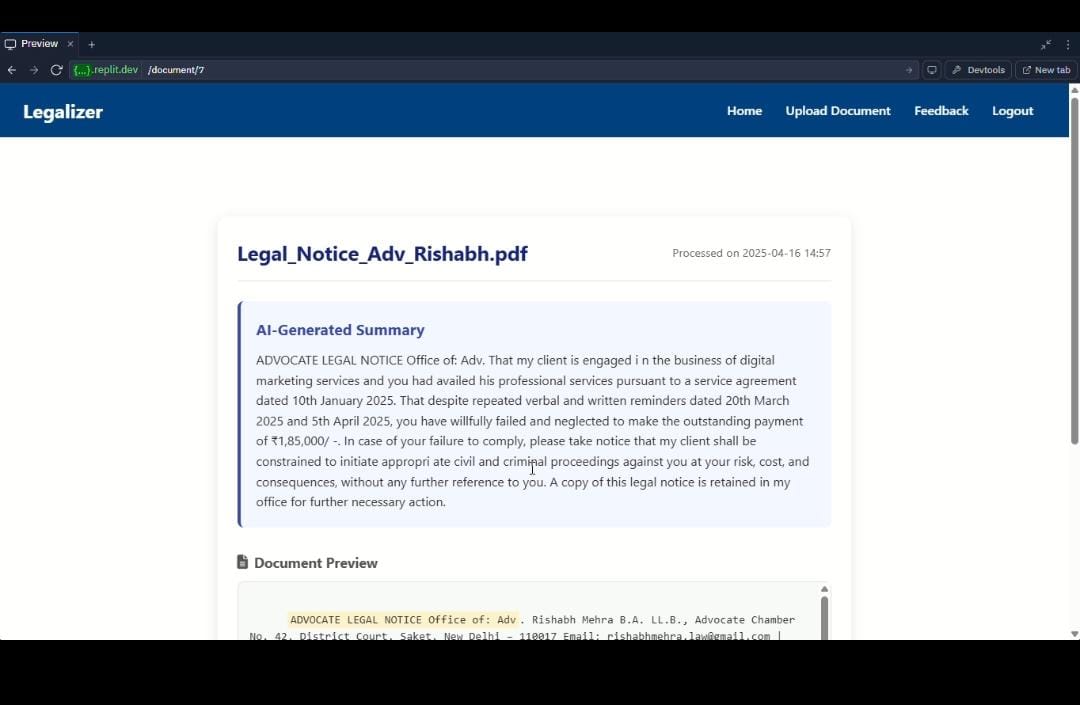 Preview
{...}.replit.dev /document/7 Devtools New tab
Legalizer Home Upload Document Feedback Logout
Legal_Notice_Adv_Rishabh.pdf Processed on 2025-04-16 14:57
AI-Generated Summary
ADVOCATE LEGAL NOTICE Office of: Adv. That my client is engaged i n the business of digital
marketing services and you had availed his professional services pursuant to a service agreement
dated 10th January 2025. That despite repeated verbal and written reminders dated 20th March
2025 and 5th April 2025, you have willfully failed and neglected to make the outstanding payment
of ₹1,85,000/ -. In case of your failure to comply, please take notice that my client shall be
constrained to initiate appropri ate civil and criminal proceedings against you at your risk, cost, and
consequences, without any further reference to you. A copy of this legal notice is retained in my
office for further necessary action.
Document Preview
ADVOCATE LEGAL NOTICE Office of: Adv. Rishabh Mehra B.A. LL.B., Advocate Chamber
No. 42, District Court, Saket, New Delhi – 110017 Email: rishabhmehra.law@gmail.com |